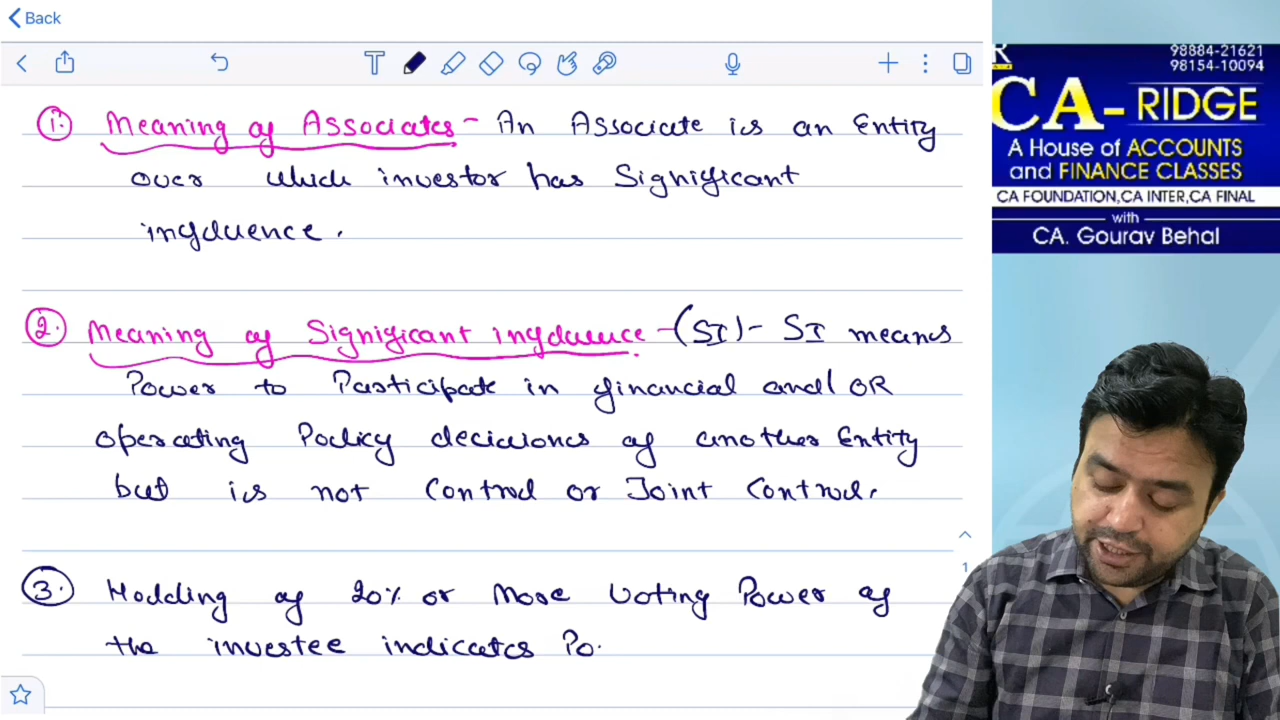 Back
1. Meaning of Associates - An Associate is an Entity
over which investor has Significant
influence.
2. Meaning of Significant influence - (SI) - SI means
Power to Participate in financial and/OR
operating Policy decisions of another Entity
but is not Control or Joint Control.
1
3. Holding of 20% or More Voting Power of
the investee indicates Po.
R
98884-21621
98154-10094
CA- RIDGE
A House of ACCOUNTS
and FINANCE CLASSES
CA FOUNDATION,CA INTER,CA FINAL
with
CA. Gourav Behal